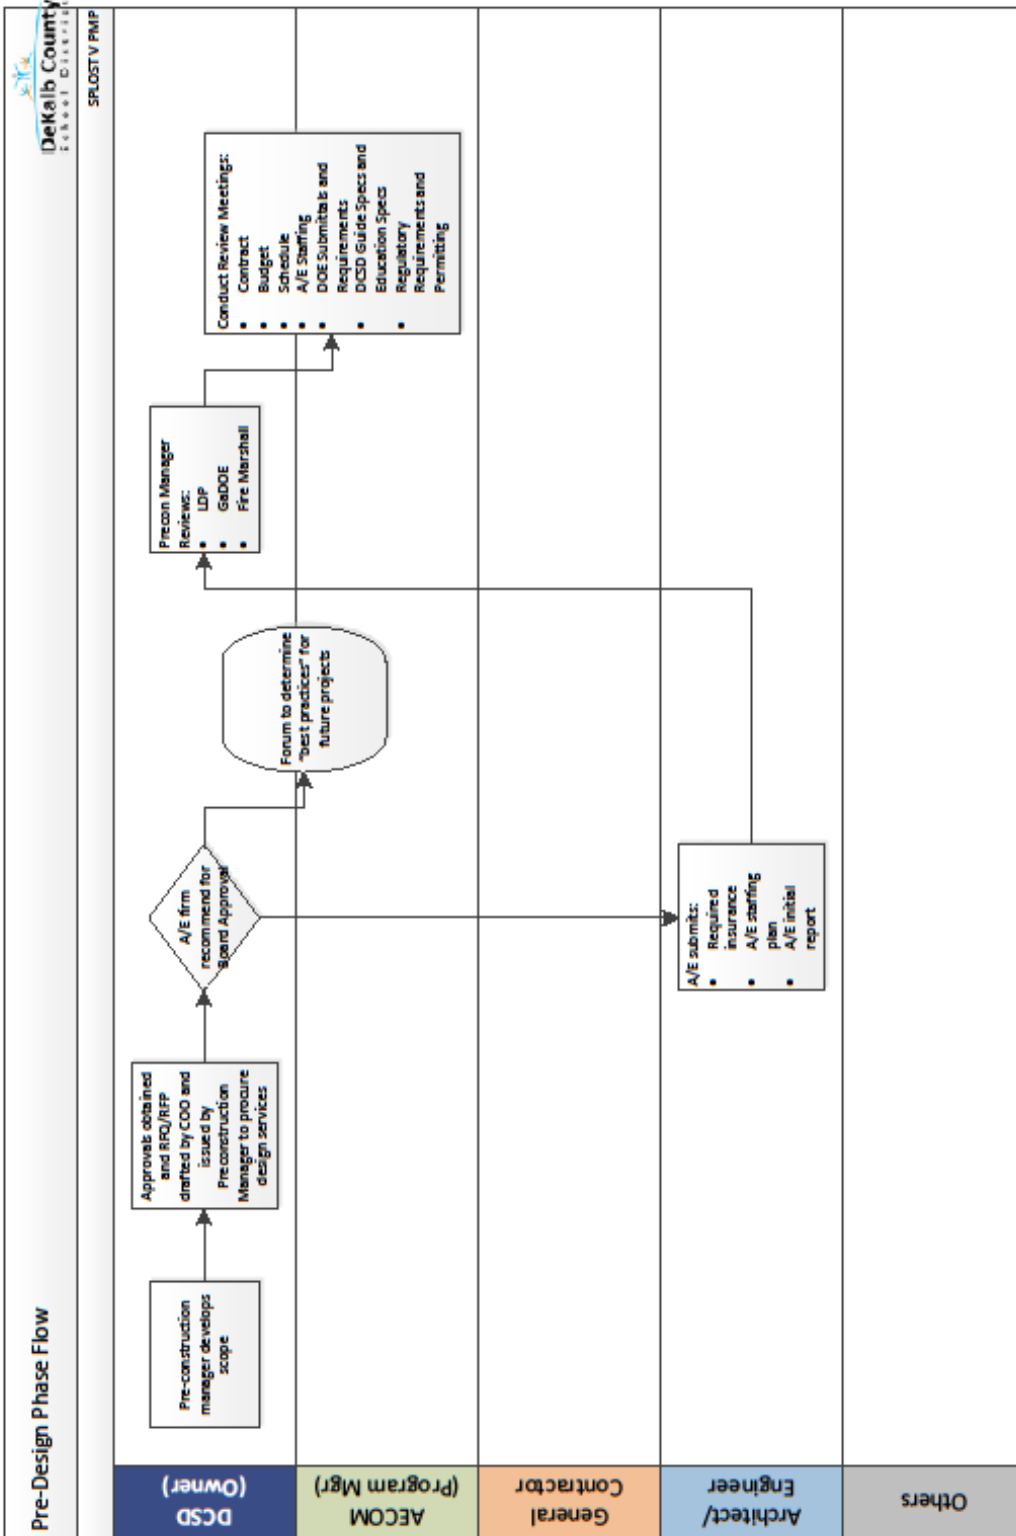 Pre-Design Phase Flow
DeKalb County
School District
SPLOST V PMP
DCSD
(Owner)
Pre-construction
manager develops
scope
Approvals obtained
and RFQ/RFP
drafted by COO and
issued by
Preconstruction
Manager to procure
design services
A/E firm
recommend for
Board Approval
Precon Manager
Reviews:
• LDP
• GaDOE
• Fire Marshall
Conduct Review Meetings:
• Contract
• Budget
• Schedule
• A/E Staffing
• DOE Submittals and
Requirements
• DCSD Guide Specs and
Education Specs
• Regulatory
Requirements and
Permitting
AECOM
(Program Mgr)
Forum to determine
"best practices" for
future projects
General
Contractor
Architect/
Engineer
A/E submits:
• Required
insurance
• A/E staffing
plan
• A/E initial
report
Others